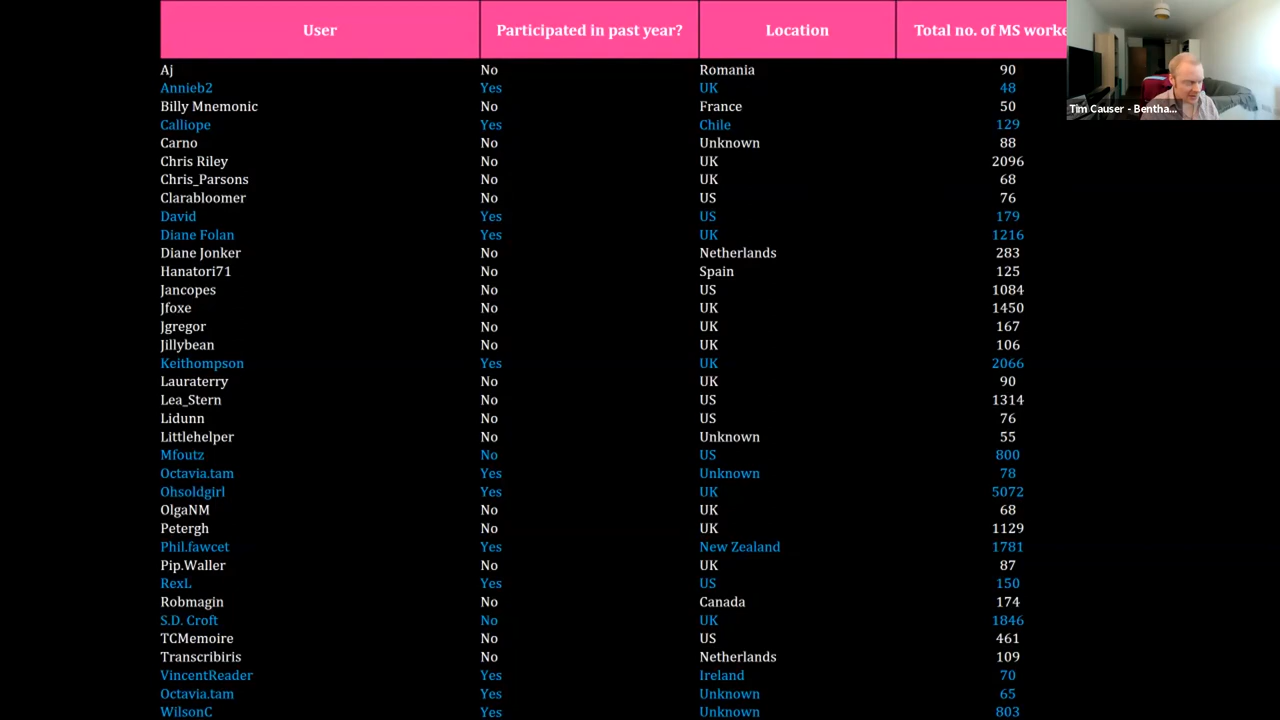 User Participated in past year? Location Total no. of MS worke
Tim Causer - Bentha...
Aj No Romania 90
Annieb2 Yes UK 48
Billy Mnemonic No France 50
Calliope Yes Chile 129
Carno No Unknown 88
Chris Riley No UK 2096
Chris_Parsons No UK 68
Clarabloomer No US 76
David Yes US 179
Diane Folan Yes UK 1216
Diane Jonker No Netherlands 283
Hanatori71 No Spain 125
Jancopes No US 1084
Jfoxe No UK 1450
Jgregor No UK 167
Jillybean No UK 106
Keithompson Yes UK 2066
Lauraterry No UK 90
Lea_Stern No US 1314
Lidunn No US 76
Littlehelper No Unknown 55
Mfoutz No US 800
Octavia.tam Yes Unknown 78
Ohsoldgirl Yes UK 5072
OlgaNM No UK 68
Petergh No UK 1129
Phil.fawcet Yes New Zealand 1781
Pip.Waller No UK 87
RexL Yes US 150
Robmagin No Canada 174
S.D. Croft No UK 1846
TCMemoire No US 461
Transcribiris No Netherlands 109
VincentReader Yes Ireland 70
Octavia.tam Yes Unknown 65
WilsonC Yes Unknown 803